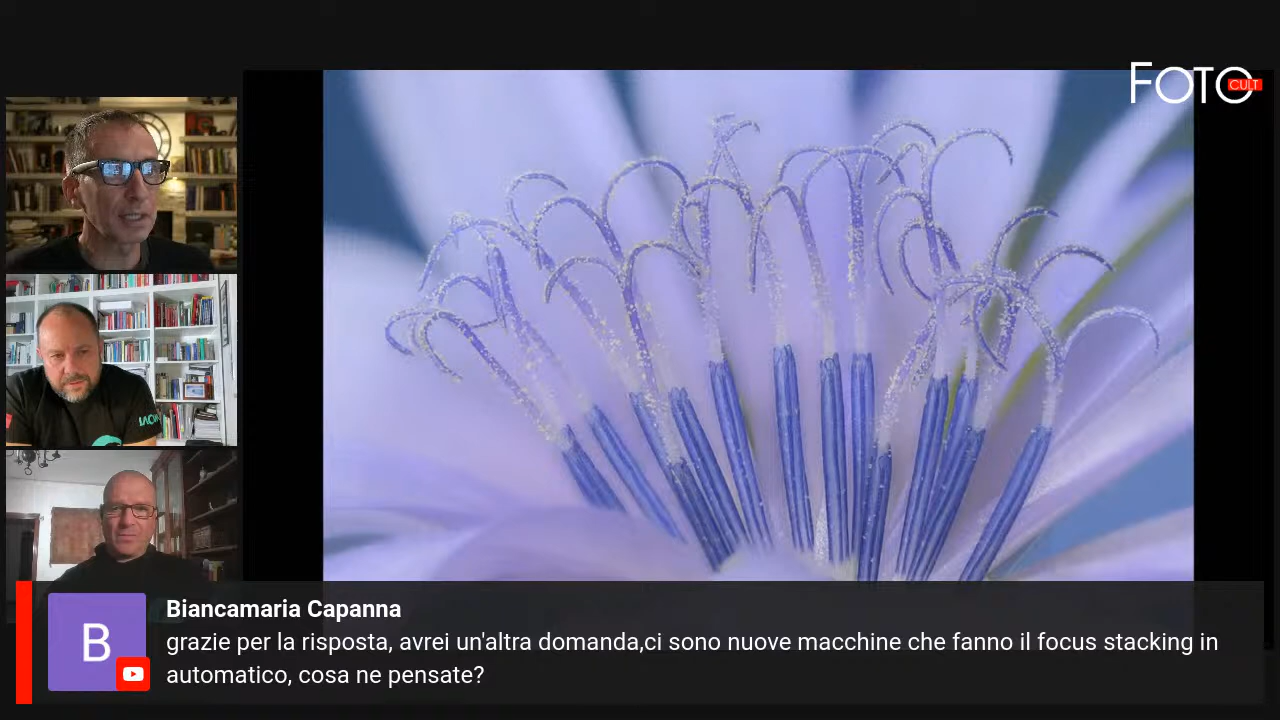 FOTO
CULT
Biancamaria Capanna
grazie per la risposta, avrei un'altra domanda,ci sono nuove macchine che fanno il focus stacking in
automatico, cosa ne pensate?
B